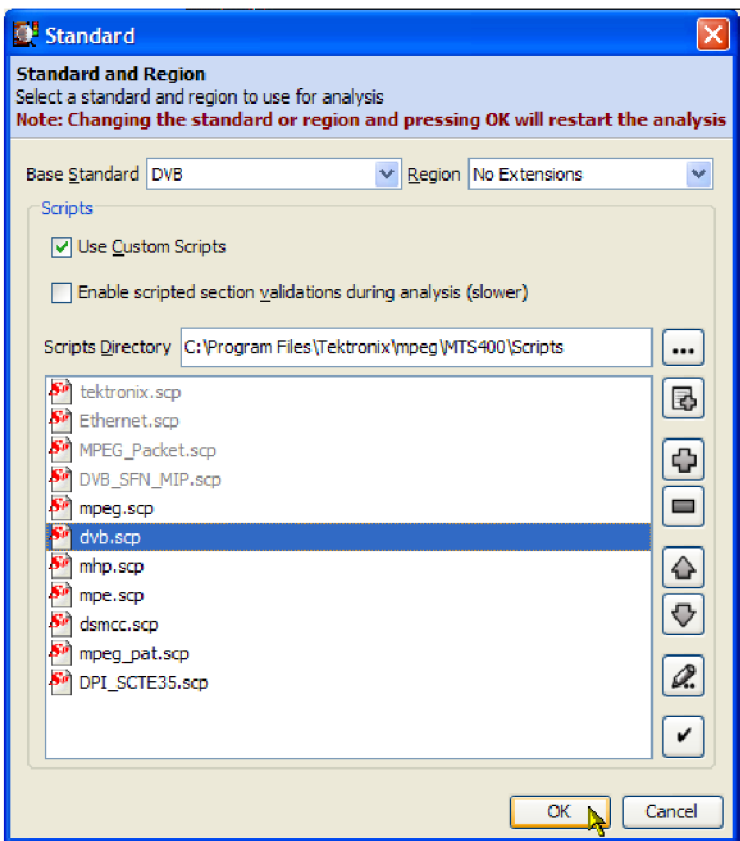 Standard
Standard and Region
Select a standard and region to use for analysis
Note: Changing the standard or region and pressing OK will restart the analysis
Base Standard DVB Region No Extensions
Scripts
Use Custom Scripts
Enable scripted section validations during analysis (slower)
Scripts Directory C:\Program Files\Tektronix\mpeg\MTS400\Scripts ...
tektronix.scp
Ethernet.scp
MPEG_Packet.scp
DVB_SFN_MIP.scp
mpeg.scp
dvb.scp
mhp.scp
mpe.scp
dsmcc.scp
mpeg_pat.scp
DPI_SCTE35.scp
OK Cancel